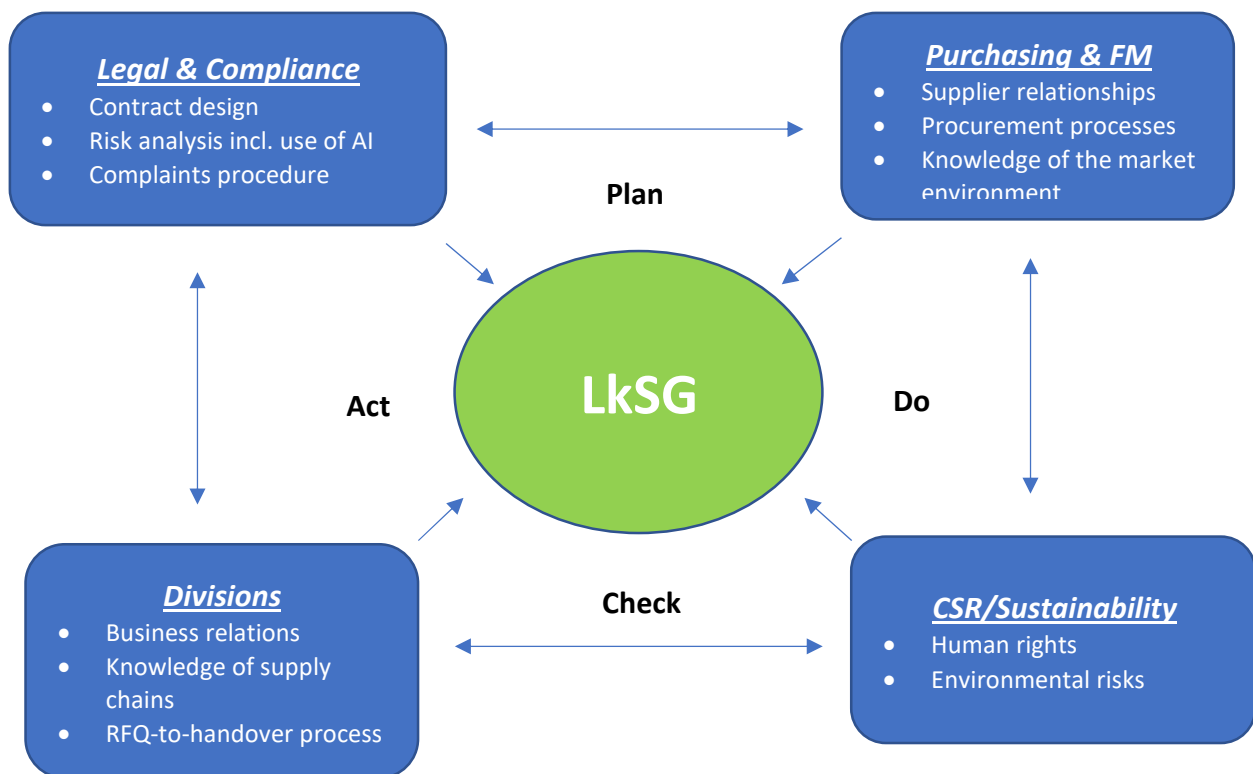 Legal & Compliance
• Contract design
• Risk analysis incl. use of AI
• Complaints procedure
Purchasing & FM
• Supplier relationships
• Procurement processes
• Knowledge of the market
environment
Plan
LkSG
Act
Do
Divisions
• Business relations
• Knowledge of supply
chains
• RFQ-to-handover process
Check
CSR/Sustainability
• Human rights
• Environmental risks